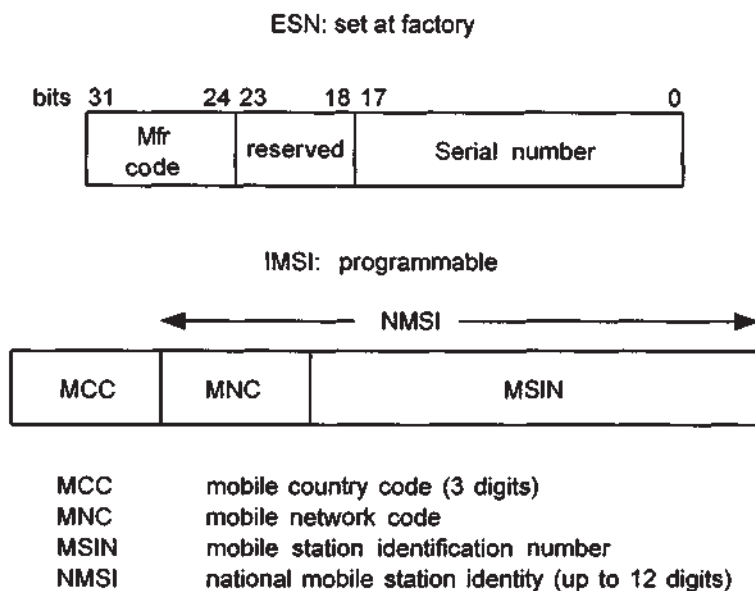 ESN: set at factory
bits 31 24 23 18 17 0
Mfr code reserved Serial number
IMSI: programmable
NMSI
MCC MNC MSIN
MCC mobile country code (3 digits)
MNC mobile network code
MSIN mobile station identification number
NMSI national mobile station identity (up to 12 digits)